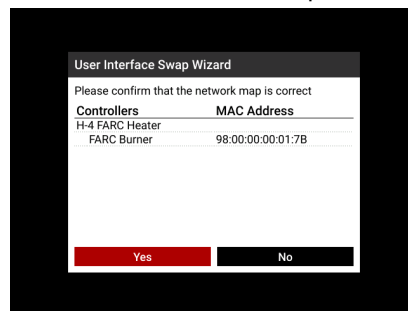 User Interface Swap Wizard
Please confirm that the network map is correct
Controllers MAC Address
H-4 FARC Heater
FARC Burner 98:00:00:00:01:7B
Yes No